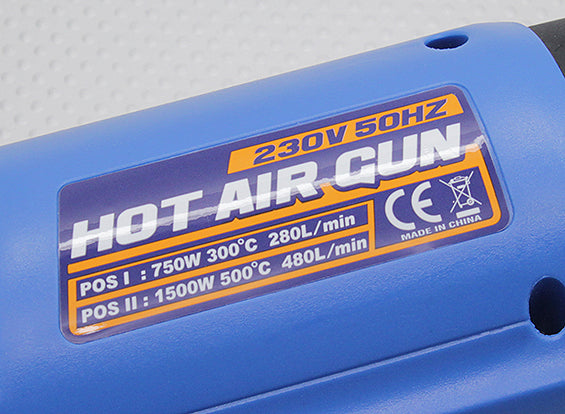 230V 50HZ
HOT AIR GUN
POS I : 750W 300°C 280L/min
POS II : 1500W 500°C 480L/min
CE
MADE IN CHINA